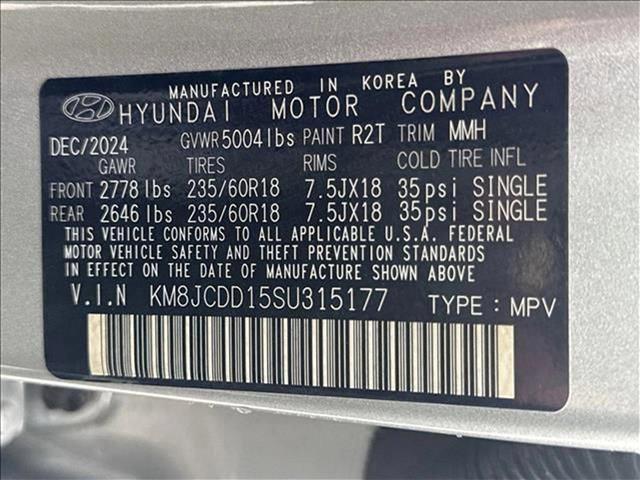 MANUFACTURED IN KOREA BY
HYUNDAI MOTOR COMPANY
DEC/2024 GVWR 5004 lbs PAINT R2T TRIM MMH
GAWR TIRES RIMS COLD TIRE INFL
FRONT 2778 lbs 235/60R18 7.5JX18 35psi SINGLE
REAR 2646 lbs 235/60R18 7.5JX18 35psi SINGLE
THIS VEHICLE CONFORMS TO ALL APPLICABLE U.S.A. FEDERAL
MOTOR VEHICLE SAFETY AND THEFT PREVENTION STANDARDS
IN EFFECT ON THE DATE OF MANUFACTURE SHOWN ABOVE.
V.I.N KM8JCDD15SU315177 TYPE : MPV